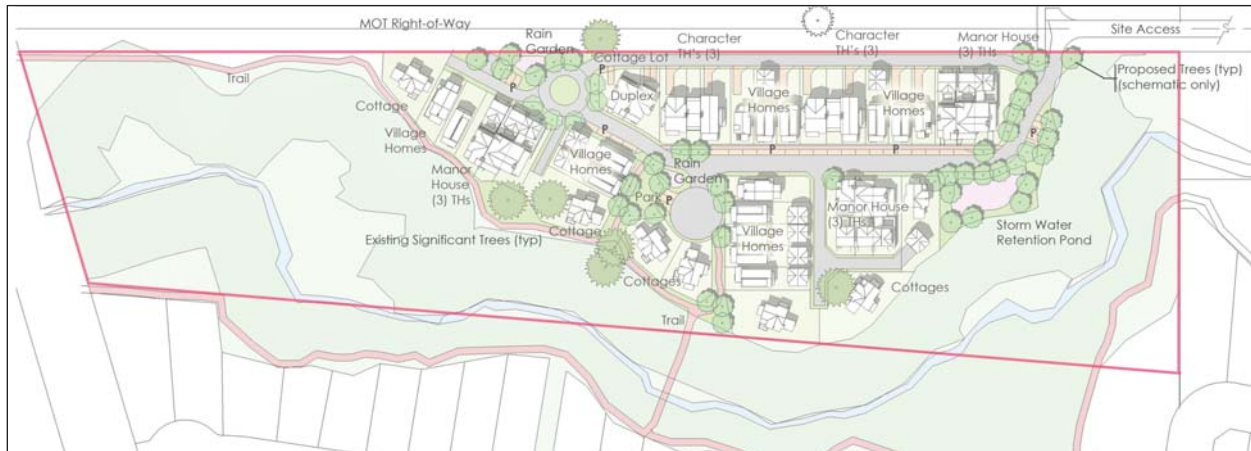 MOT Right-of-Way
Site Access
Rain
Garden
Character
TH's (3)
Character
TH's (3)
Manor House
(3) THs
Cottage Lot
Trail
Proposed Trees (typ)
(schematic only)
P
P
Duplex
Village
Homes
Village
Homes
Cottage
Village
Homes
P
P
P
P
Village
Homes
Rain
Garden
Manor
House
(3) THs
Park
P
Manor House
(3) THs
Storm Water
Retention Pond
Village
Homes
Cottage
Existing Significant Trees (typ)
Cottages
Cottages
Trail